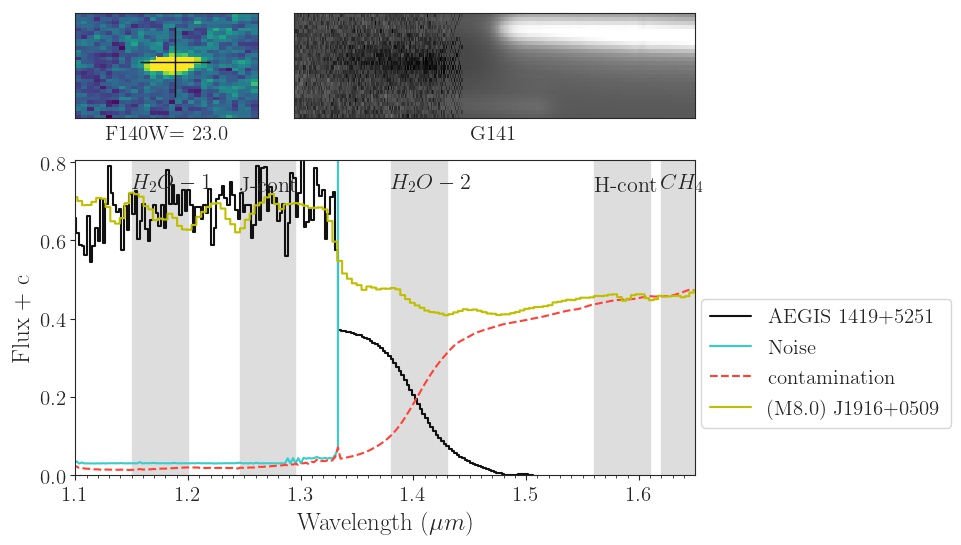 F140W= 23.0
G141
H₂O − 1
J-cont
H₂O − 2
H-cont
CH₄
0.8
0.6
0.4
0.2
0.0
Flux + c
1.1
1.2
1.3
1.4
1.5
1.6
Wavelength (μm)
AEGIS 1419+5251
Noise
contamination
(M8.0) J1916+0509